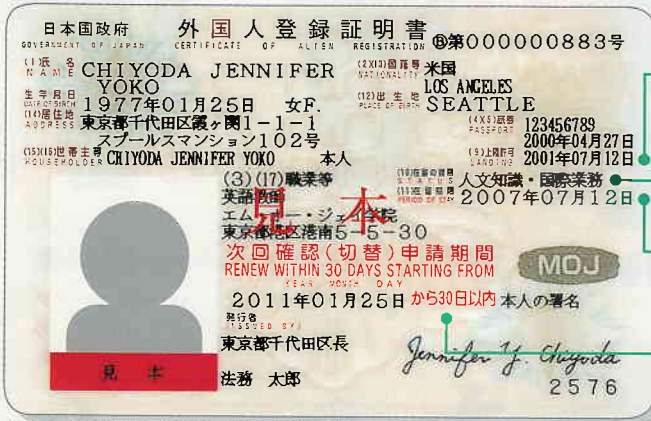 日本国政府 外国人登録証明書
GOVERNMENT OF JAPAN CERTIFICATE OF ALIEN REGISTRATION Ⓑ第000000883号
(1)氏名 NAME CHIYODA JENNIFER YOKO
(2)(3)国籍等 NATIONALITY 米国
LOS ANGELES
生年月日 DATE OF BIRTH 1977年01月25日 女F.
(12)出生地 PLACE OF BIRTH SEATTLE
(14)居住地 ADDRESS 東京都千代田区霞ヶ関1-1-1
スプールスマンション102号
(4)(5)旅券 PASSPORT 123456789
2000年04月27日
(15)(16)世帯主等 HOUSEHOLDER CHIYODA JENNIFER YOKO 本人
(9)上陸許可 LANDING 2001年07月12日
(3)(17)職業等
英語教師
エム・オー・ジェイ学院
東京都港区港南5-5-30
見本
(10)在留の資格 STATUS 人文知識・国際業務
(11)在留期限 PERIOD OF STAY 2007年07月12日
次回確認(切替)申請期間
RENEW WITHIN 30 DAYS STARTING FROM
YEAR MONTH DAY
2011年01月25日 から30日以内
MOJ
本人の署名
発行者
ISSUED BY
東京都千代田区長
法務 太郎
見本
Jennifer Y. Chiyoda
2576